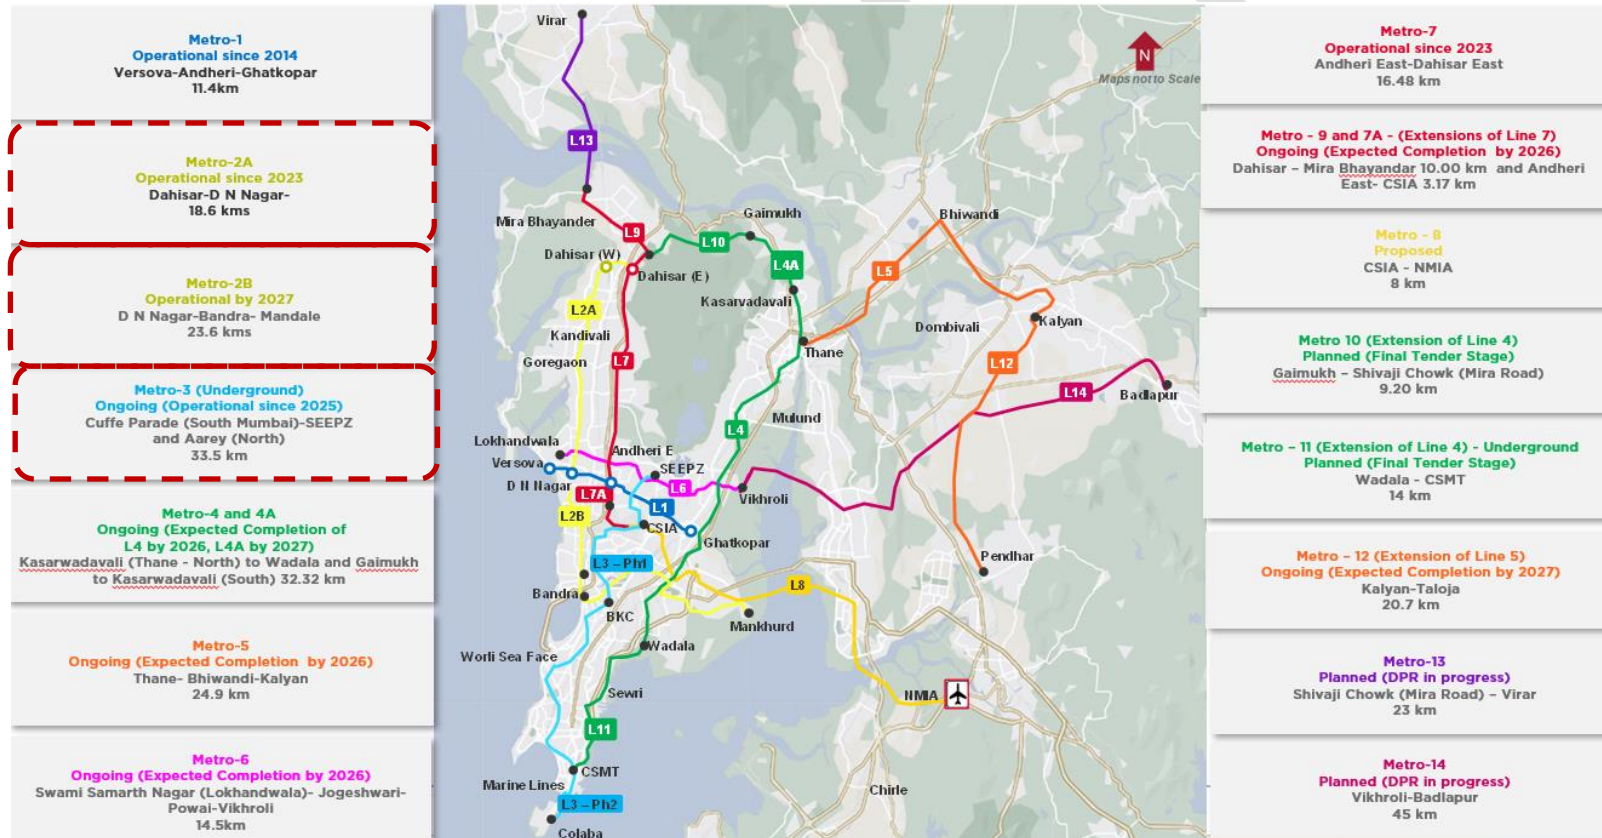 Metro-1
Operational since 2014
Versova-Andheri-Ghatkopar
11.4km
Metro-2A
Operational since 2023
Dahisar-D N Nagar-
18.6 kms
Metro-2B
Operational by 2027
D N Nagar-Bandra- Mandale
23.6 kms
Metro-3 (Underground)
Ongoing (Operational since 2025)
Cuffe Parade (South Mumbai)-SEEPZ
and Aarey (North)
33.5 km
Metro-4 and 4A
Ongoing (Expected Completion of
L4 by 2026, L4A by 2027)
Kasarwadavali (Thane - North) to Wadala and Gaimukh
to Kasarwadavali (South) 32.32 km
Metro-5
Ongoing (Expected Completion by 2026)
Thane- Bhiwandi-Kalyan
24.9 km
Metro-6
Ongoing (Expected Completion by 2026)
Swami Samarth Nagar (Lokhandwala)- Jogeshwari-
Powai-Vikhroli
14.5km
Virar
N
Maps not to Scale
L13
Mira Bhayander
Gaimukh
Bhiwandi
L9
L10
Dahisar (W)
L4A
L5
Dahisar (E)
Kasarvadavali
L2A
Kandivali
Dombivali
Kalyan
Goregaon
L7
Thane
L12
L14
Badlapur
Mulund
L4
Lokhandwala
Andheri E
Versova
SEEPZ
D N Nagar
L6
L7A
Vikhroli
L1
L2B
CSIA
Ghatkopar
L3 – Ph1
Pendhar
Bandra
L8
BKC
Mankhurd
Wadala
Worli Sea Face
Sewri
NMIA
L11
CSMT
Marine Lines
Chirle
L3 – Ph2
Colaba
Metro-7
Operational since 2023
Andheri East-Dahisar East
16.48 km
Metro - 9 and 7A - (Extensions of Line 7)
Ongoing (Expected Completion by 2026)
Dahisar – Mira Bhayandar 10.00 km and Andheri
East- CSIA 3.17 km
Metro - 8
Proposed
CSIA - NMIA
8 km
Metro 10 (Extension of Line 4)
Planned (Final Tender Stage)
Gaimukh – Shivaji Chowk (Mira Road)
9.20 km
Metro – 11 (Extension of Line 4) - Underground
Planned (Final Tender Stage)
Wadala - CSMT
14 km
Metro – 12 (Extension of Line 5)
Ongoing (Expected Completion by 2027)
Kalyan-Taloja
20.7 km
Metro-13
Planned (DPR in progress)
Shivaji Chowk (Mira Road) – Virar
23 km
Metro-14
Planned (DPR in progress)
Vikhroli-Badlapur
45 km